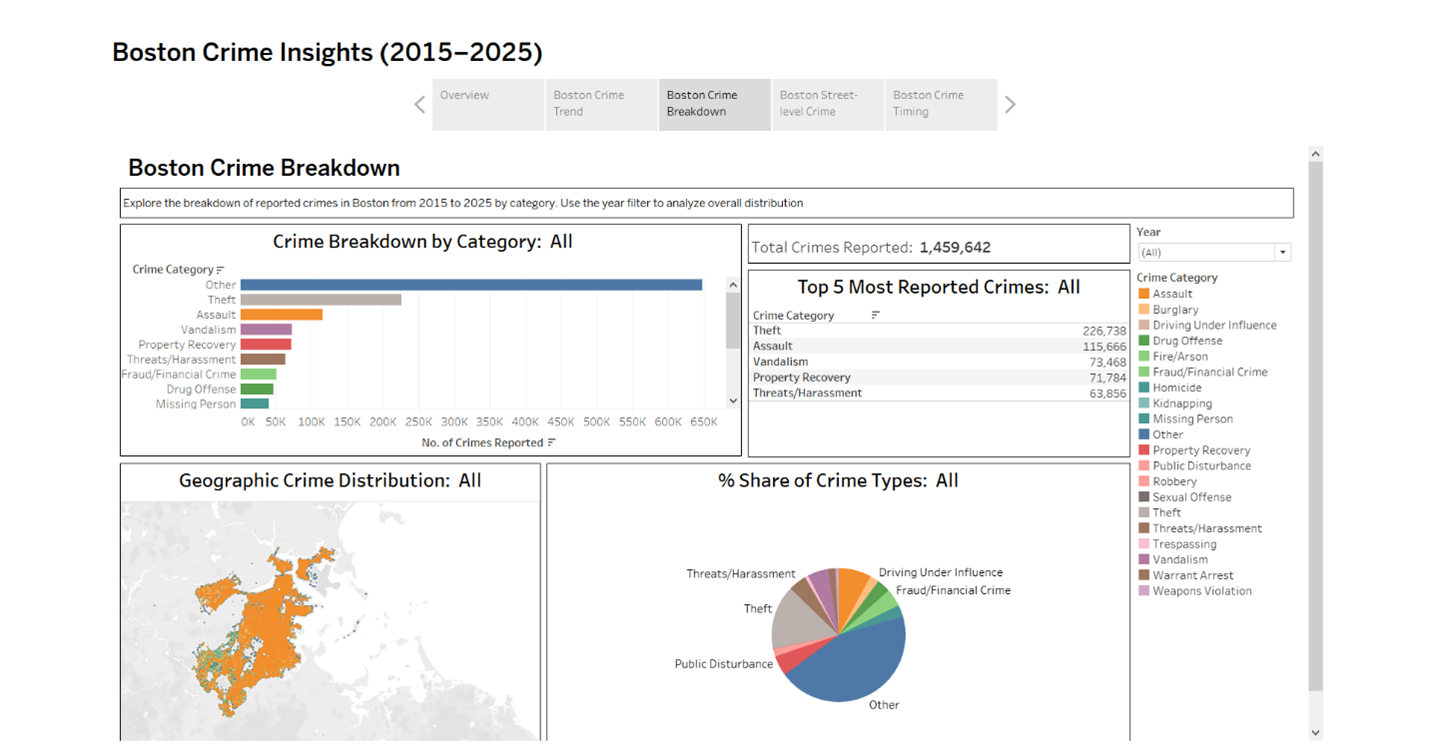 Boston Crime Insights (2015–2025)
Overview
Boston Crime
Trend
Boston Crime
Breakdown
Boston Street-
level Crime
Boston Crime
Timing
Boston Crime Breakdown
Explore the breakdown of reported crimes in Boston from 2015 to 2025 by category. Use the year filter to analyze overall distribution
Crime Breakdown by Category: All
Crime Category
Other
Theft
Assault
Vandalism
Property Recovery
Threats/Harassment
Fraud/Financial Crime
Drug Offense
Missing Person
0K 50K 100K 150K 200K 250K 300K 350K 400K 450K 500K 550K 600K 650K
No. of Crimes Reported
Total Crimes Reported: 1,459,642
Top 5 Most Reported Crimes: All
Crime Category
Theft 226,738
Assault 115,666
Vandalism 73,468
Property Recovery 71,784
Threats/Harassment 63,856
Year
(All)
Crime Category
Assault
Burglary
Driving Under Influence
Drug Offense
Fire/Arson
Fraud/Financial Crime
Homicide
Kidnapping
Missing Person
Other
Property Recovery
Public Disturbance
Robbery
Sexual Offense
Theft
Threats/Harassment
Trespassing
Vandalism
Warrant Arrest
Weapons Violation
Geographic Crime Distribution: All
% Share of Crime Types: All
Threats/Harassment
Driving Under Influence
Fraud/Financial Crime
Theft
Public Disturbance
Other